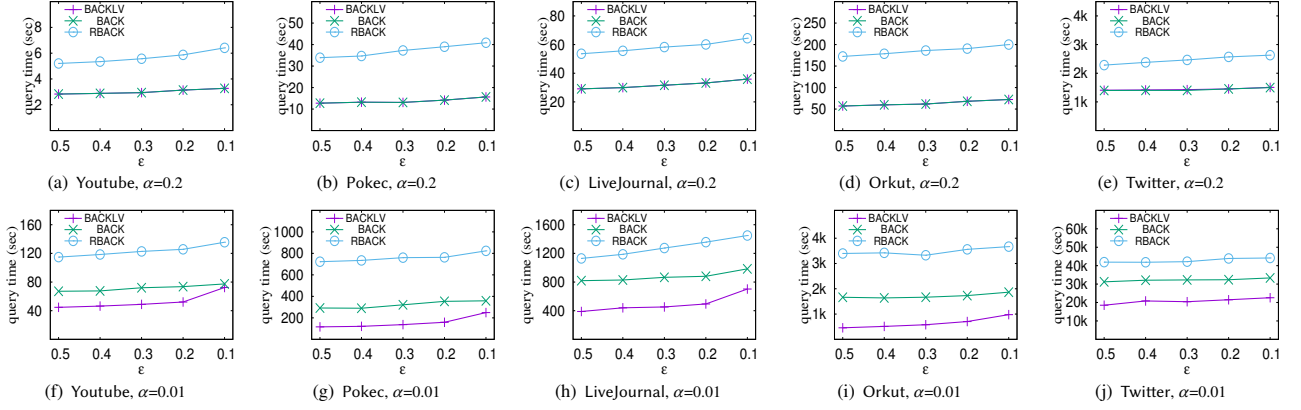 query time (sec)
8
6
4
2
BACKLV
BACK
RBACK
0.5 0.4 0.3 0.2 0.1
ε
(a) Youtube, α=0.2
query time (sec)
50
40
30
20
10
BACKLV
BACK
RBACK
0.5 0.4 0.3 0.2 0.1
ε
(b) Pokec, α=0.2
query time (sec)
80
60
40
20
BACKLV
BACK
RBACK
0.5 0.4 0.3 0.2 0.1
ε
(c) LiveJournal, α=0.2
query time (sec)
250
200
150
100
50
BACKLV
BACK
RBACK
0.5 0.4 0.3 0.2 0.1
ε
(d) Orkut, α=0.2
query time (sec)
4k
3k
2k
1k
BACKLV
BACK
RBACK
0.5 0.4 0.3 0.2 0.1
ε
(e) Twitter, α=0.2
query time (sec)
160
120
80
40
BACKLV
BACK
RBACK
0.5 0.4 0.3 0.2 0.1
ε
(f) Youtube, α=0.01
query time (sec)
1000
800
600
400
200
BACKLV
BACK
RBACK
0.5 0.4 0.3 0.2 0.1
ε
(g) Pokec, α=0.01
query time (sec)
1600
1200
800
400
BACKLV
BACK
RBACK
0.5 0.4 0.3 0.2 0.1
ε
(h) LiveJournal, α=0.01
query time (sec)
4k
3k
2k
1k
BACKLV
BACK
RBACK
0.5 0.4 0.3 0.2 0.1
ε
(i) Orkut, α=0.01
query time (sec)
60k
50k
40k
30k
20k
10k
BACKLV
BACK
RBACK
0.5 0.4 0.3 0.2 0.1
ε
(j) Twitter, α=0.01